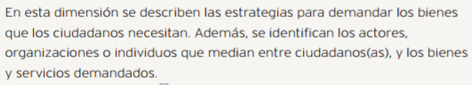 En esta dimensión se describen las estrategias para demandar los bienes
que los ciudadanos necesitan. Además, se identifican los actores,
organizaciones o individuos que median entre ciudadanos(as), y los bienes
y servicios demandados.